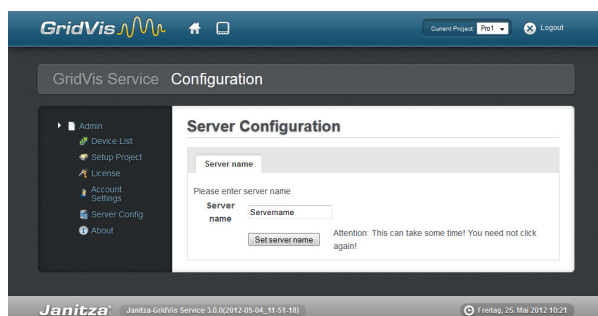 GridVis
Current Project: Pro1
Logout
GridVis Service Configuration
Admin
Device List
Setup Project
License
Account
Settings
Server Config
About
Server Configuration
Server name
Please enter server name
Server
name
Servername
Set server name
Attention: This can take some time! You need not click
again!
Janitza®
Janitza-GridVis Service 3.0.0(2012-05-04_11-51-18)
Freitag, 25. Mai 2012 10:21